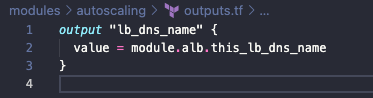 modules > autoscaling > outputs.tf > ...
1 output "lb_dns_name" {
2 value = module.alb.this_lb_dns_name
3 }
4